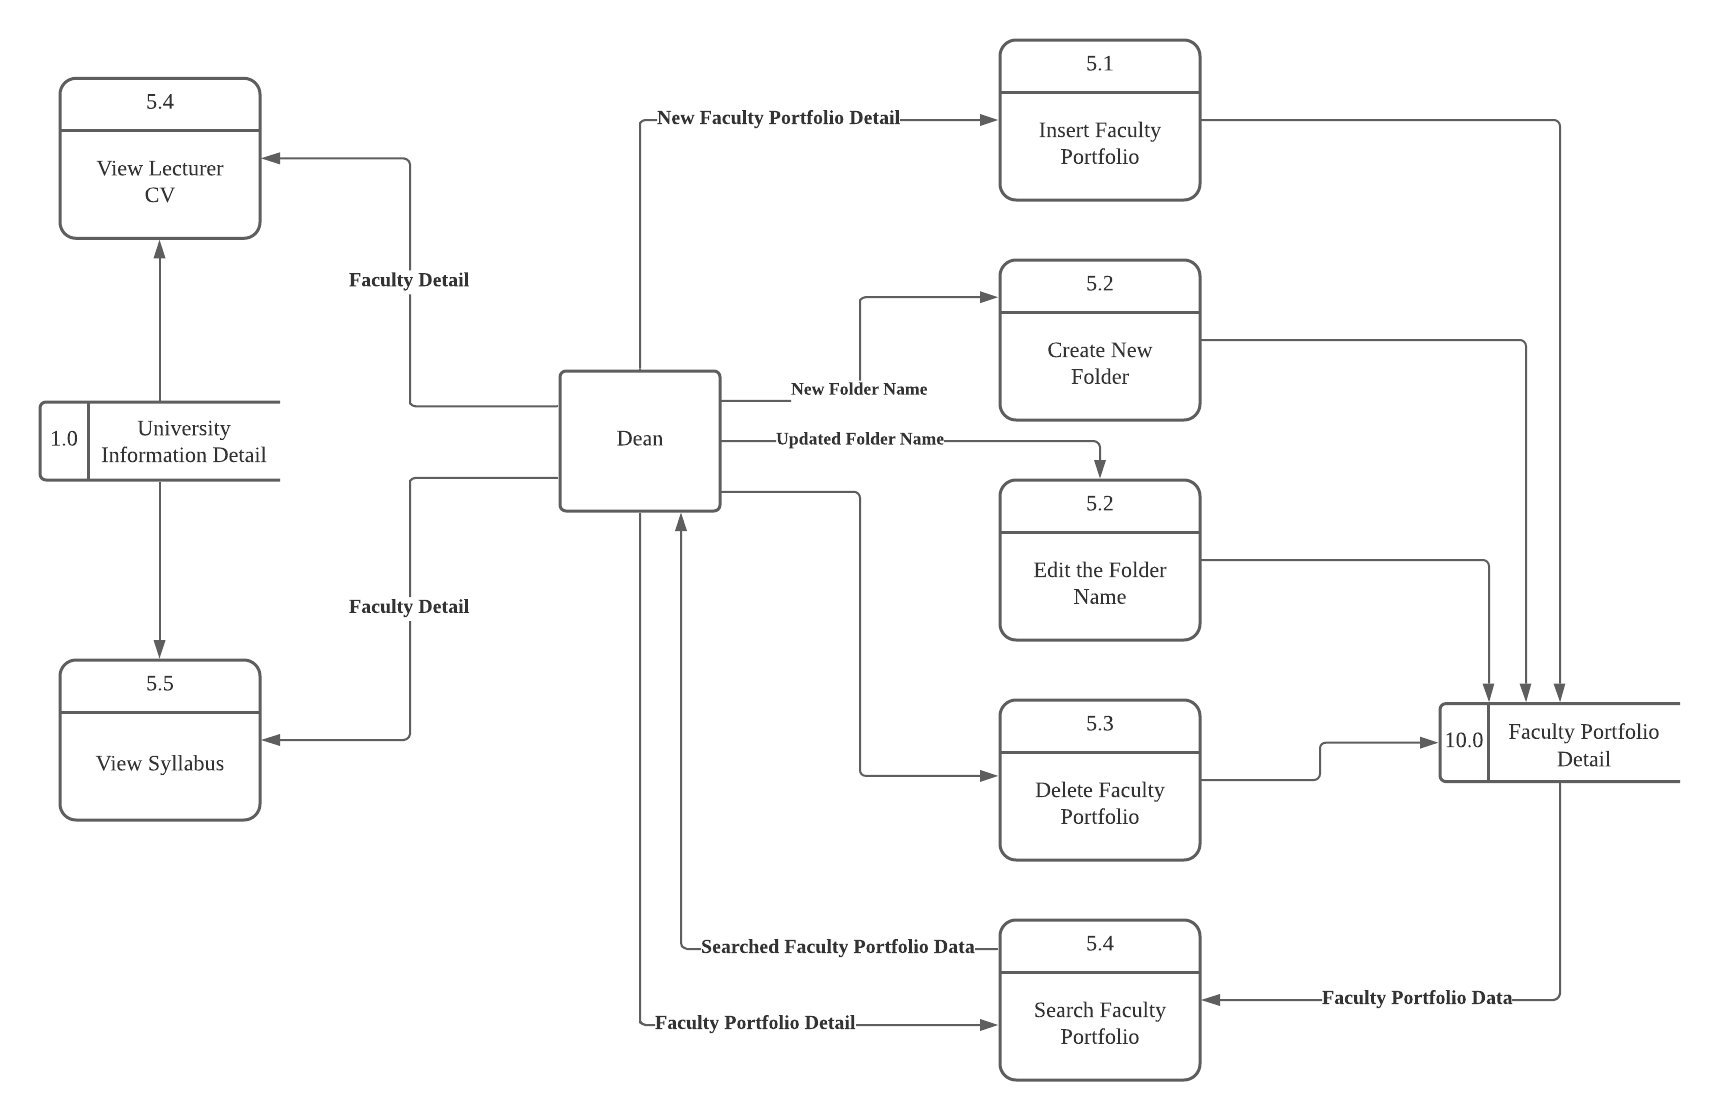 5.1
New Faculty Portfolio Detail
Insert Faculty
Portfolio
5.4
View Lecturer
CV
Faculty Detail
5.2
Create New
Folder
New Folder Name
1.0
University
Information Detail
Dean
Updated Folder Name
5.2
Edit the Folder
Name
Faculty Detail
5.5
View Syllabus
5.3
Delete Faculty
Portfolio
10.0
Faculty Portfolio
Detail
5.4
Searched Faculty Portfolio Data
Search Faculty
Portfolio
Faculty Portfolio Data
Faculty Portfolio Detail